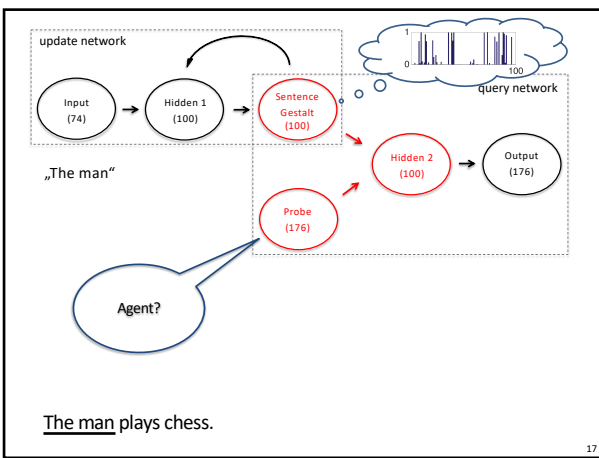 update network
1
0
100
query network
Input
(74)
Hidden 1
(100)
Sentence
Gestalt
(100)
Hidden 2
(100)
Output
(176)
„The man“
Probe
(176)
Agent?
The man plays chess.
17